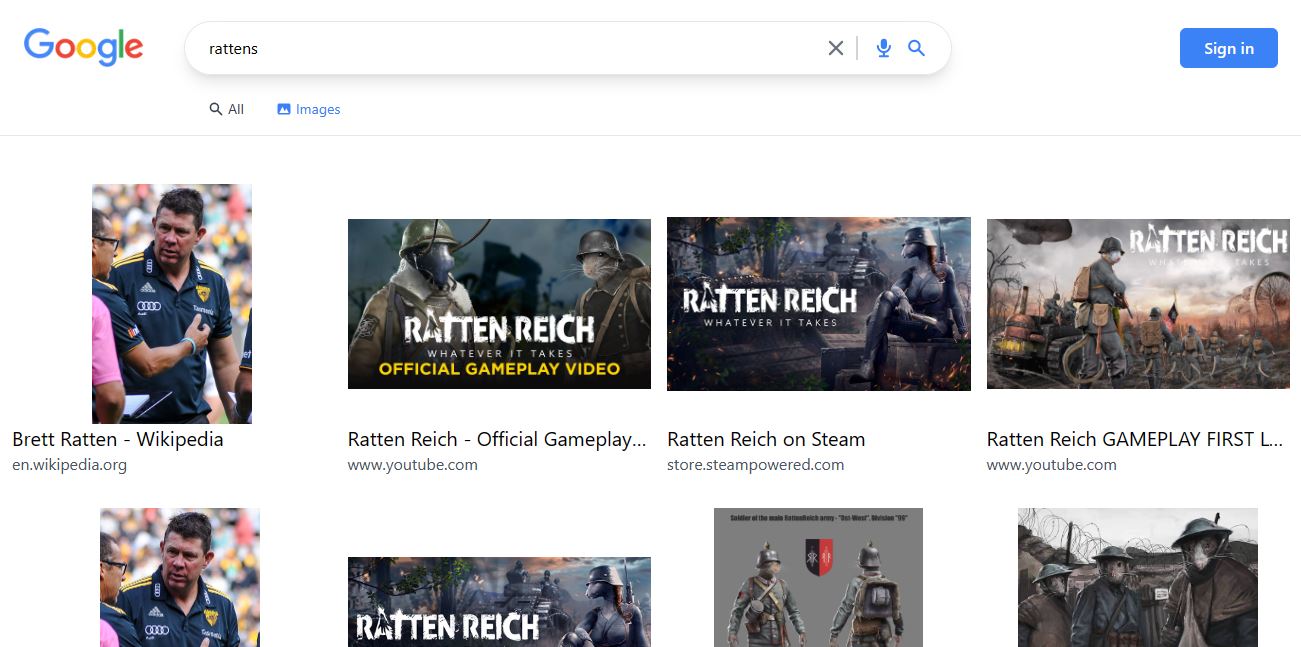 Google
rattens
Sign in
All
Images
RATTEN REICH
WHATEVER IT TAKES
OFFICIAL GAMEPLAY VIDEO
RATTEN REICH
WHATEVER IT TAKES
RATTEN REICH
WHATEVER IT TAKES
Brett Ratten - Wikipedia
en.wikipedia.org
Ratten Reich - Official Gameplay...
www.youtube.com
Ratten Reich on Steam
store.steampowered.com
Ratten Reich GAMEPLAY FIRST L...
www.youtube.com
RATTEN REICH
Soldier of the main RattenReich army - "Ost-West". Division "99"